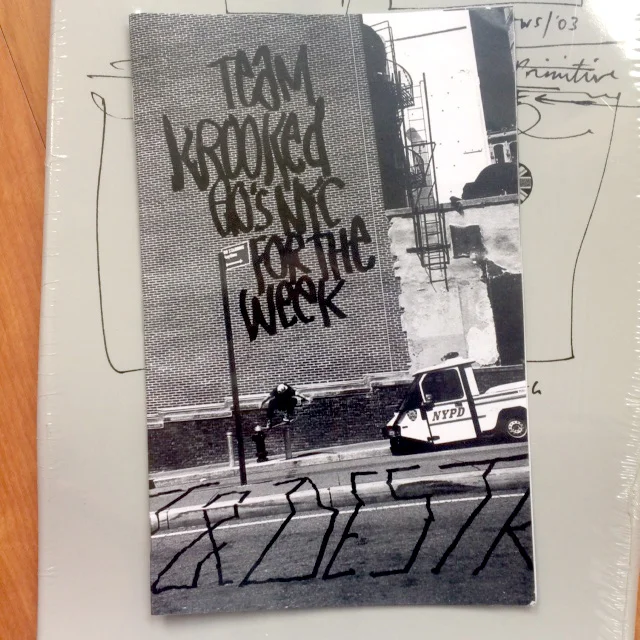 WS/'03
Primitive
TEAM
KROOKED
GO'S NYC
FOR THE
WEEK
NYPD